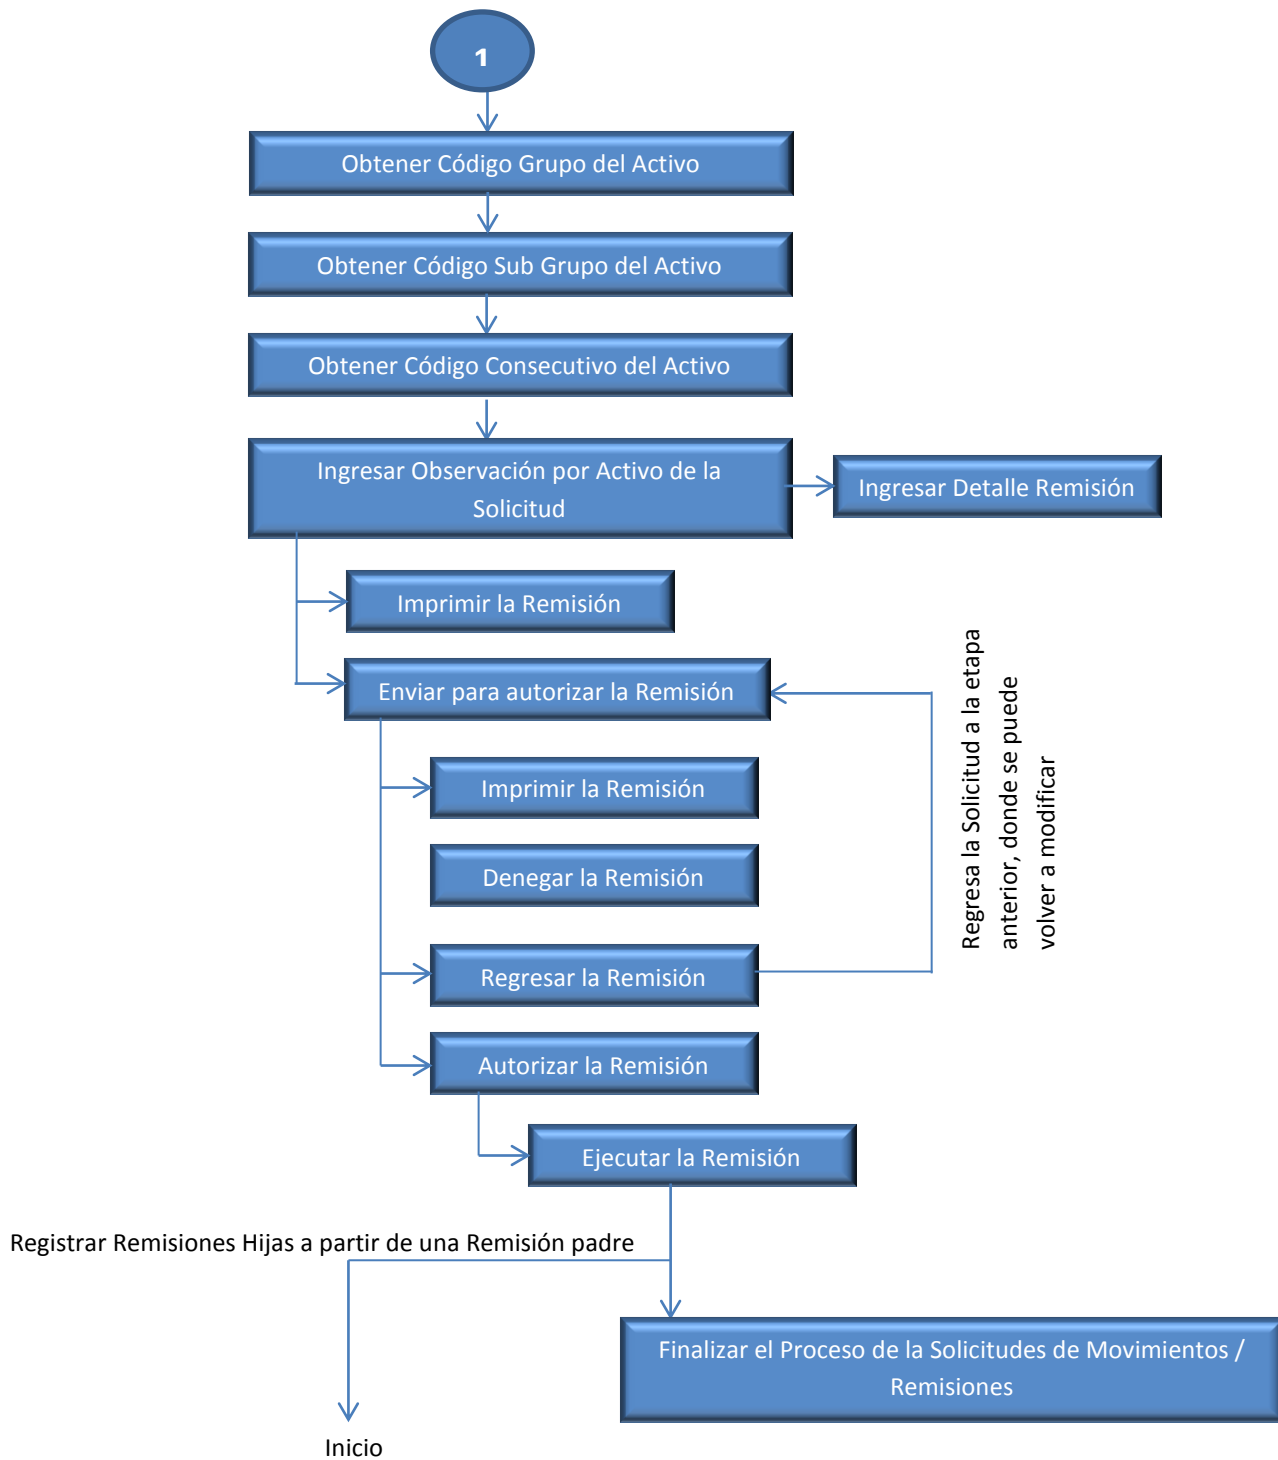 1
Obtener Código Grupo del Activo
Obtener Código Sub Grupo del Activo
Obtener Código Consecutivo del Activo
Ingresar Observación por Activo de la
Solicitud
Ingresar Detalle Remisión
Imprimir la Remisión
Enviar para autorizar la Remisión
Regresa la Solicitud a la etapa
anterior, donde se puede
volver a modificar
Imprimir la Remisión
Denegar la Remisión
Regresar la Remisión
Autorizar la Remisión
Ejecutar la Remisión
Registrar Remisiones Hijas a partir de una Remisión padre
Finalizar el Proceso de la Solicitudes de Movimientos /
Remisiones
Inicio